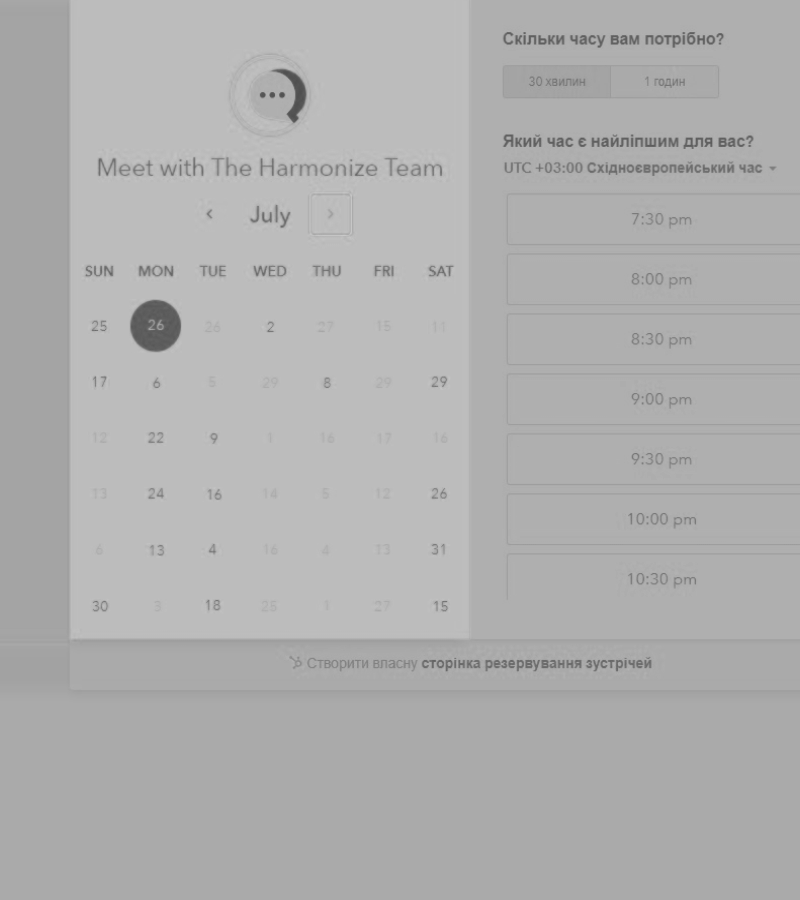 Meet with The Harmonize Team
July
SUN MON TUE WED THU FRI SAT
25 26 26 2 27 15 11
17 6 5 29 8 29 29
12 22 9 1 16 17 16
13 24 16 14 5 12 26
6 13 4 16 4 13 31
30 3 18 25 1 27 15
Скільки часу вам потрібно?
30 хвилин 1 годин
Який час є найліпшим для вас?
UTC +03:00 Східноєвропейський час
7:30 pm
8:00 pm
8:30 pm
9:00 pm
9:30 pm
10:00 pm
10:30 pm
Створити власну сторінка резервування зустрічей